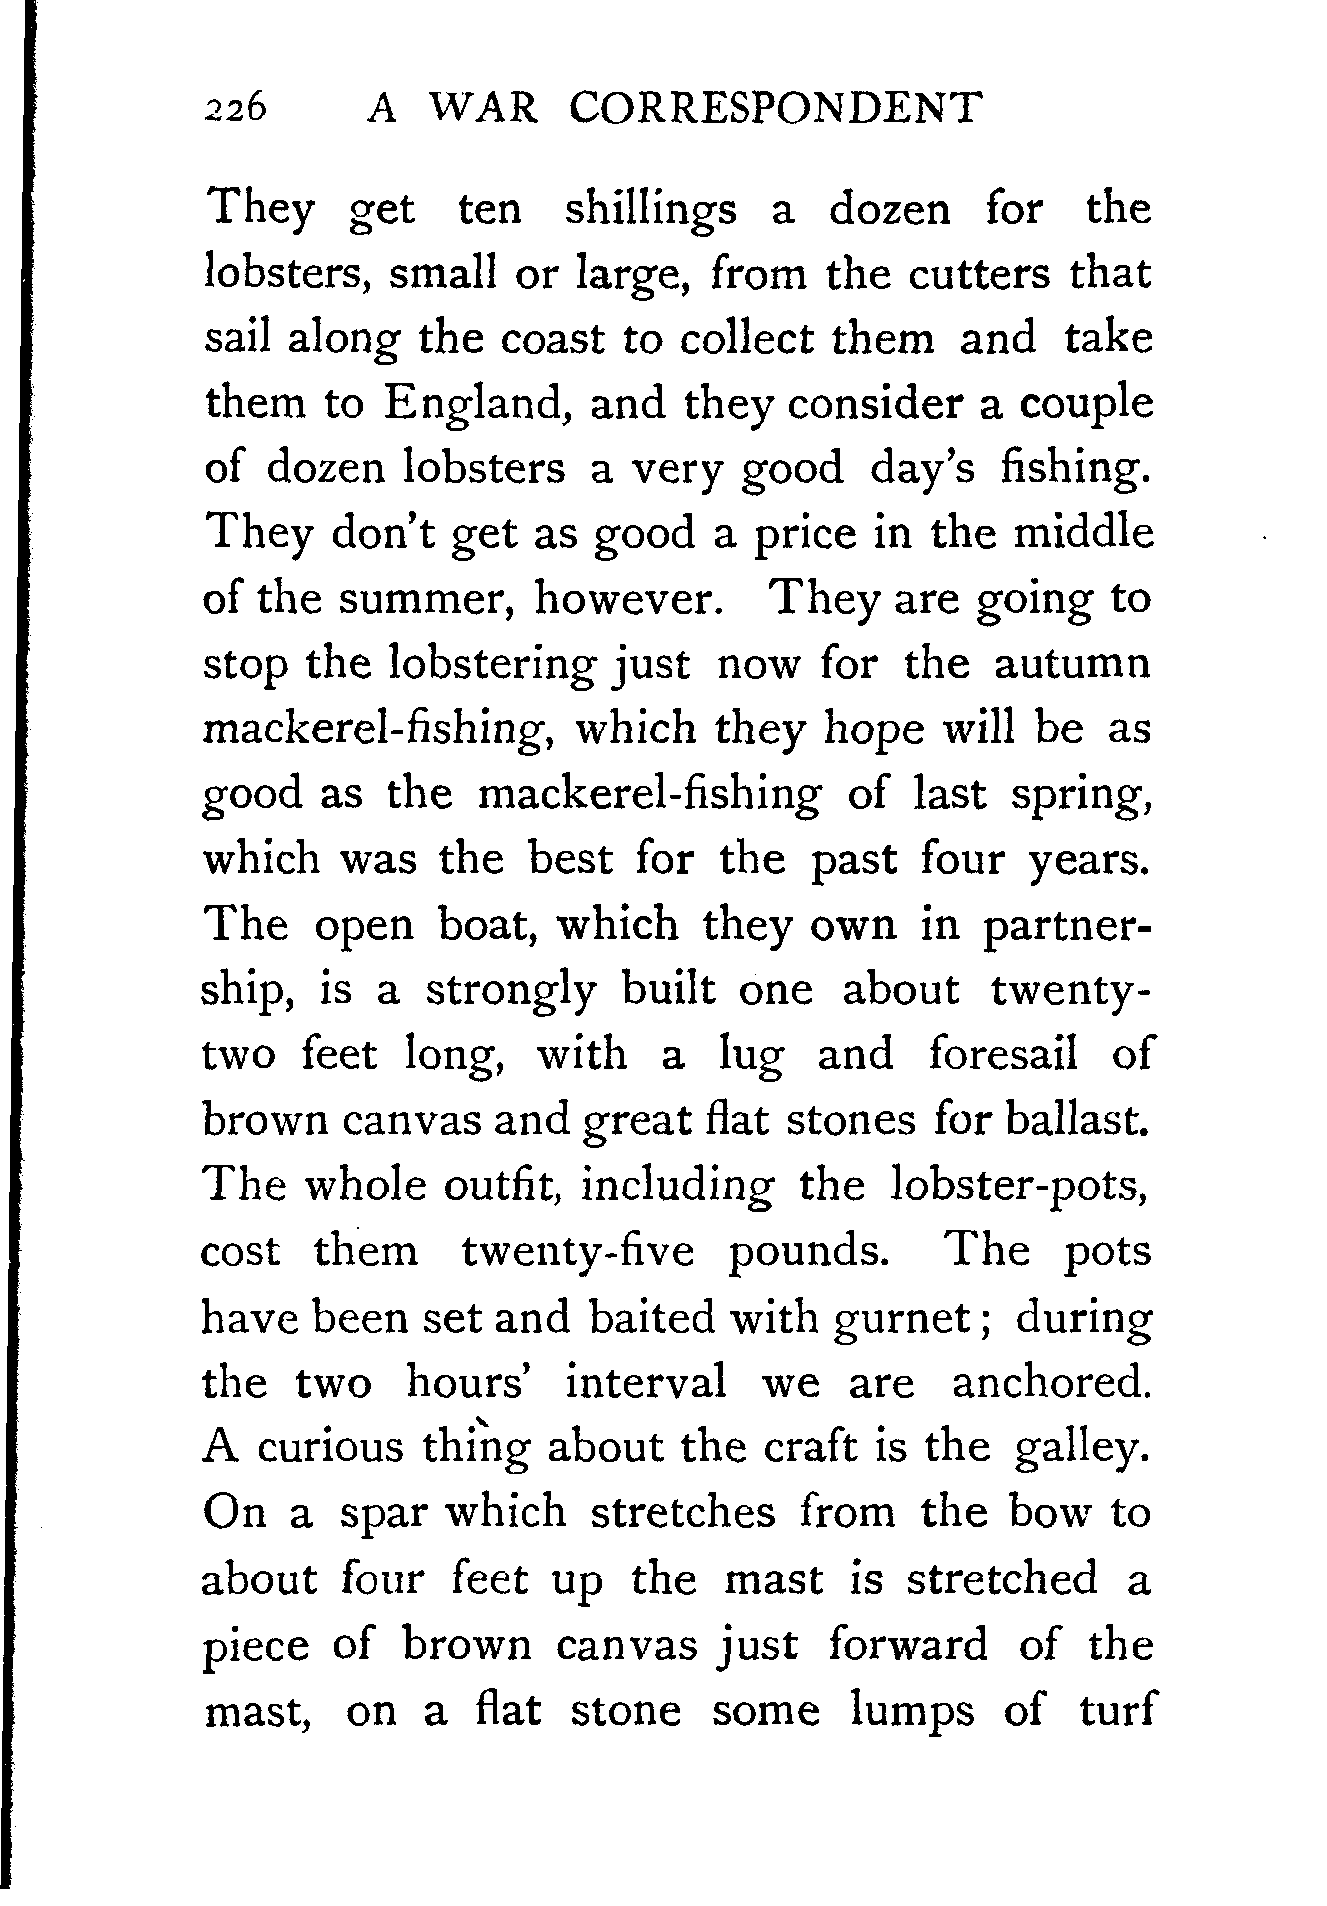 226 A WAR CORRESPONDENT
They get ten shillings a dozen for the
lobsters, small or large, from the cutters that
sail along the coast to collect them and take
them to England, and they consider a couple
of dozen lobsters a very good day's fishing.
They don't get as good a price in the middle
of the summer, however. They are going to
stop the lobstering just now for the autumn
mackerel-fishing, which they hope will be as
good as the mackerel-fishing of last spring,
which was the best for the past four years.
The open boat, which they own in partner-
ship, is a strongly built one about twenty-
two feet long, with a lug and foresail of
brown canvas and great flat stones for ballast.
The whole outfit, including the lobster-pots,
cost them twenty-five pounds. The pots
have been set and baited with gurnet; during
the two hours' interval we are anchored.
A curious thing about the craft is the galley.
On a spar which stretches from the bow to
about four feet up the mast is stretched a
piece of brown canvas just forward of the
mast, on a flat stone some lumps of turf